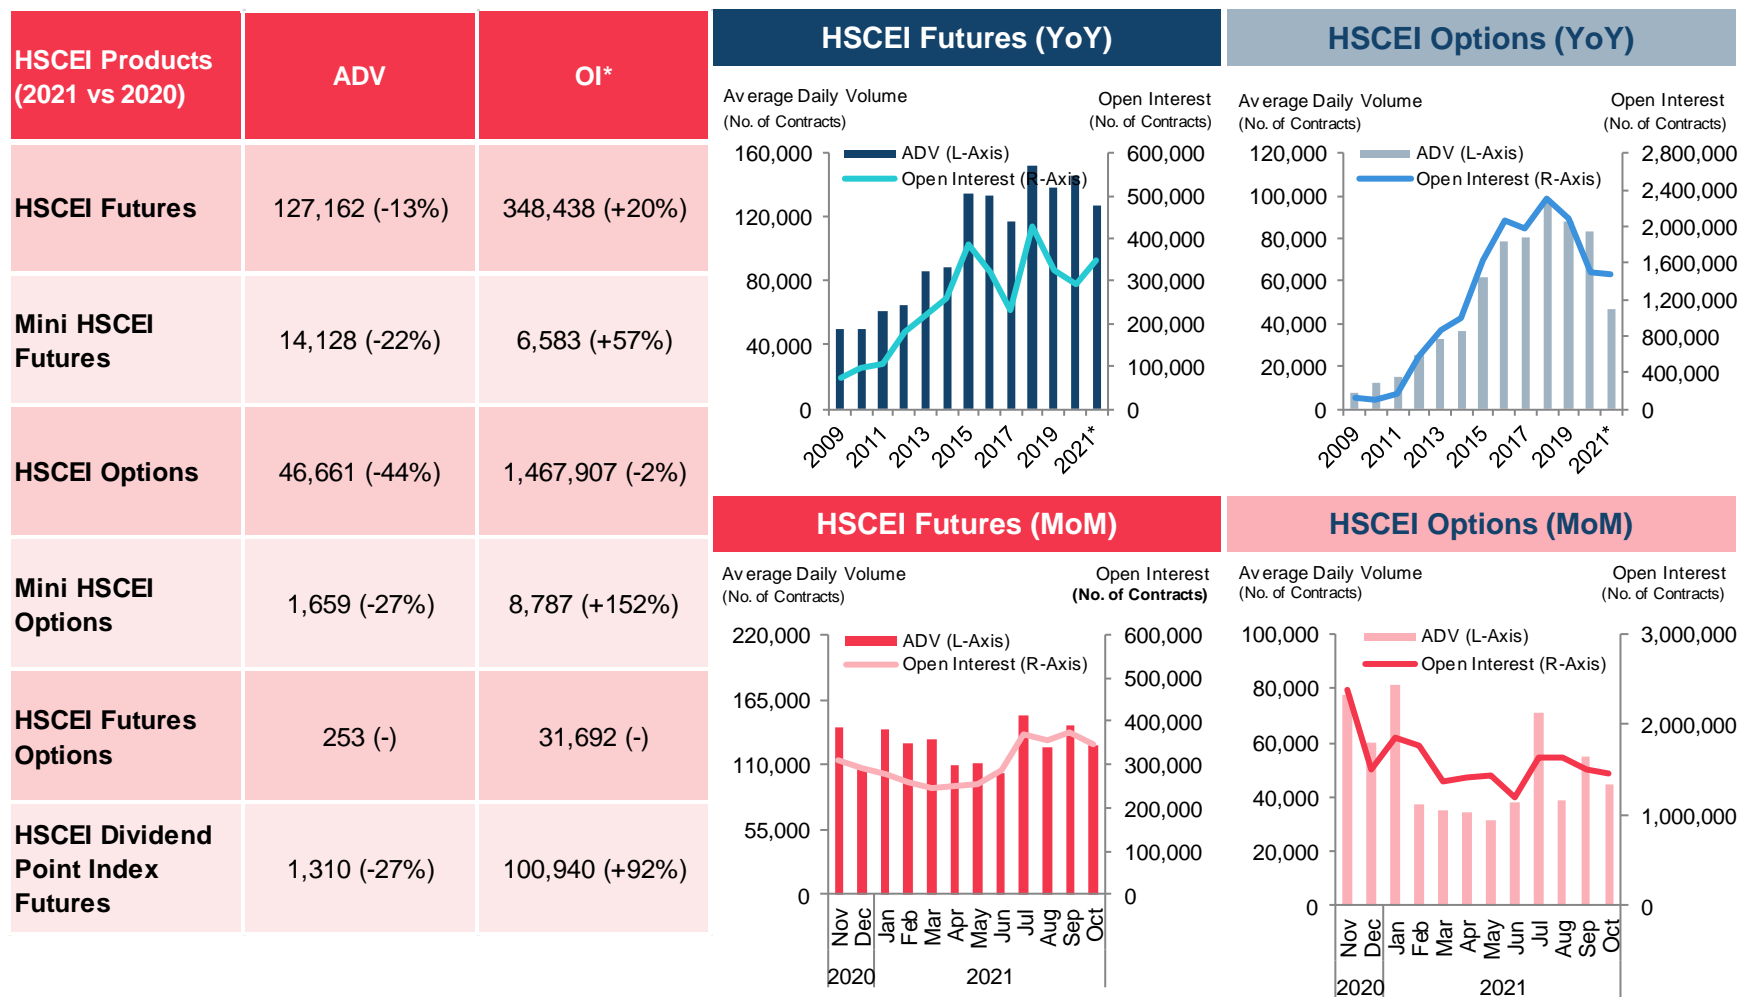 HSCEI Products
(2021 vs 2020)
ADV
OI*
HSCEI Futures
127,162 (-13%)
348,438 (+20%)
Mini HSCEI
Futures
14,128 (-22%)
6,583 (+57%)
HSCEI Options
46,661 (-44%)
1,467,907 (-2%)
Mini HSCEI
Options
1,659 (-27%)
8,787 (+152%)
HSCEI Futures
Options
253 (-)
31,692 (-)
HSCEI Dividend
Point Index
Futures
1,310 (-27%)
100,940 (+92%)
HSCEI Futures (YoY)
Average Daily Volume
(No. of Contracts)
Open Interest
(No. of Contracts)
ADV (L-Axis)
Open Interest (R-Axis)
160,000
120,000
80,000
40,000
0
600,000
500,000
400,000
300,000
200,000
100,000
0
2009
2011
2013
2015
2017
2019
2021*
HSCEI Options (YoY)
Average Daily Volume
(No. of Contracts)
Open Interest
(No. of Contracts)
ADV (L-Axis)
Open Interest (R-Axis)
120,000
100,000
80,000
60,000
40,000
20,000
0
2,800,000
2,400,000
2,000,000
1,600,000
1,200,000
800,000
400,000
0
2009
2011
2013
2015
2017
2019
2021*
HSCEI Futures (MoM)
Average Daily Volume
(No. of Contracts)
Open Interest
(No. of Contracts)
ADV (L-Axis)
Open Interest (R-Axis)
220,000
165,000
110,000
55,000
0
600,000
500,000
400,000
300,000
200,000
100,000
0
Nov
Dec
Jan
Feb
Mar
Apr
May
Jun
Jul
Aug
Sep
Oct
2020
2021
HSCEI Options (MoM)
Average Daily Volume
(No. of Contracts)
Open Interest
(No. of Contracts)
ADV (L-Axis)
Open Interest (R-Axis)
100,000
80,000
60,000
40,000
20,000
0
3,000,000
2,000,000
1,000,000
0
Nov
Dec
Jan
Feb
Mar
Apr
May
Jun
Jul
Aug
Sep
Oct
2020
2021